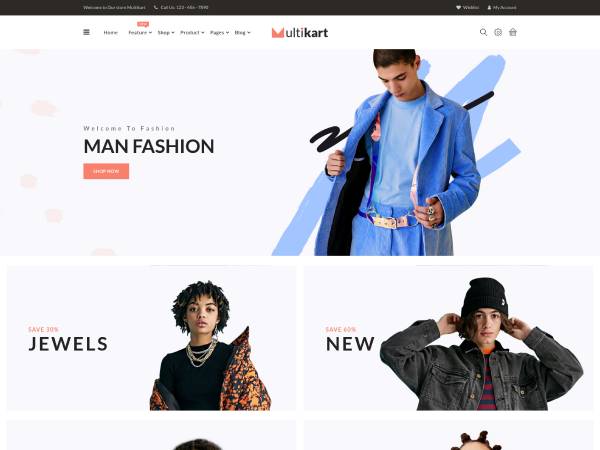 Welcome to Our store Multikart
Call Us: 123 - 456 - 7890
Wishlist
My Account
Home
Feature
NEW
Shop
Product
Pages
Blog
Multikart
Welcome To Fashion
MAN FASHION
SHOP NOW
SAVE 30%
JEWELS
SAVE 60%
NEW